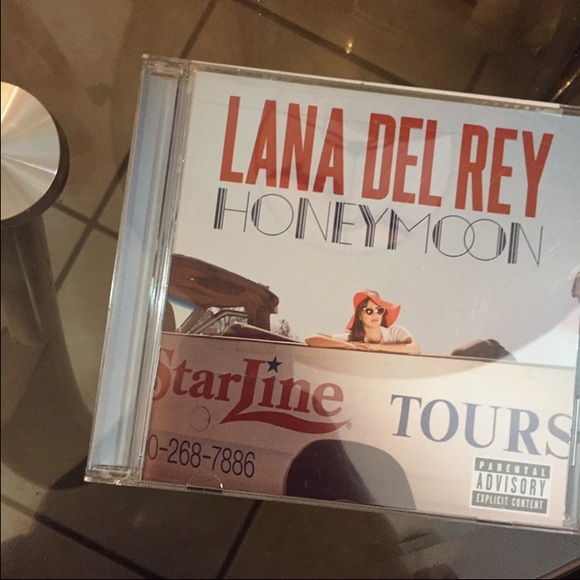 LANA DEL REY
HONEYMOON
StarLine TOURS
0-268-7886
PARENTAL
ADVISORY
EXPLICIT CONTENT